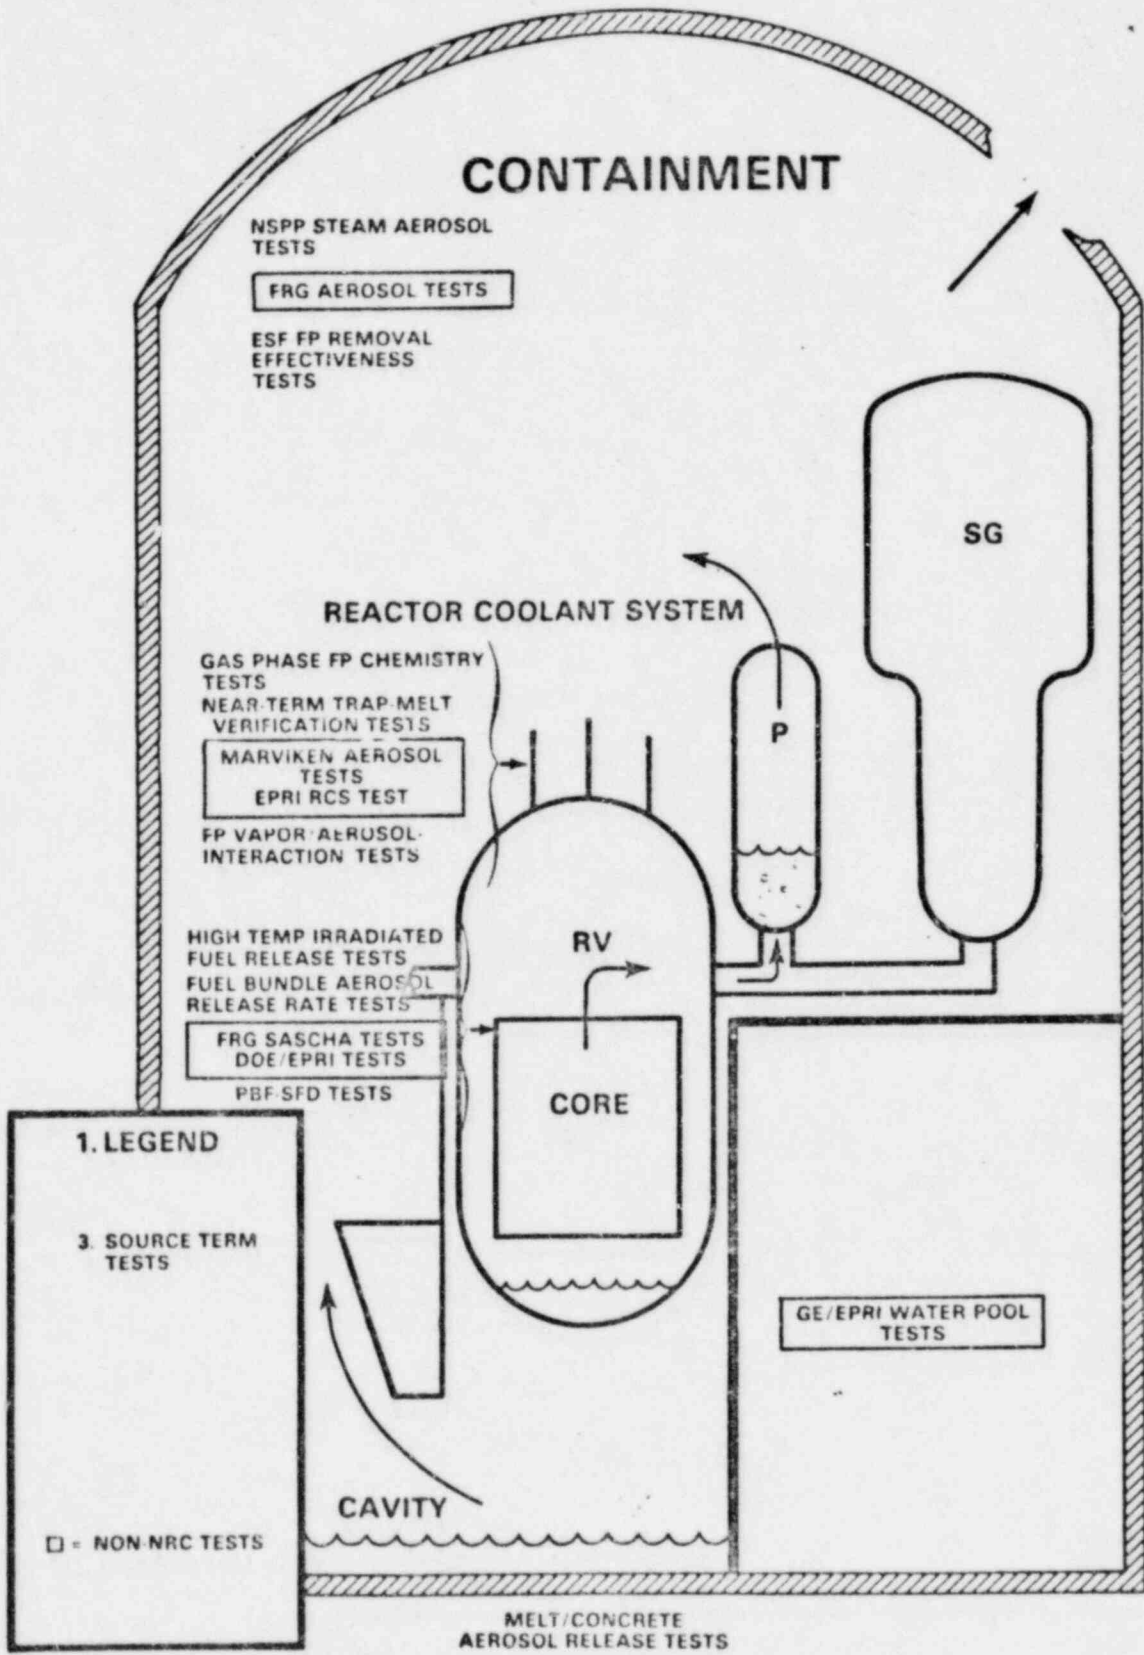 CONTAINMENT
NSPP STEAM AEROSOL
TESTS
FRG AEROSOL TESTS
ESF FP REMOVAL
EFFECTIVENESS
TESTS
SG
REACTOR COOLANT SYSTEM
GAS PHASE FP CHEMISTRY
TESTS
NEAR-TERM TRAP-MELT
VERIFICATION TESTS
MARVIKEN AEROSOL
TESTS
EPRI RCS TEST
FP VAPOR-AEROSOL-
INTERACTION TESTS
P
HIGH TEMP IRRADIATED
FUEL RELEASE TESTS
FUEL BUNDLE AEROSOL
RELEASE RATE TESTS
FRG SASCHA TESTS
DOE/EPRI TESTS
PBF-SFD TESTS
RV
CORE
1. LEGEND
3. SOURCE TERM
TESTS
□ = NON-NRC TESTS
GE/EPRI WATER POOL
TESTS
CAVITY
MELT/CONCRETE
AEROSOL RELEASE TESTS